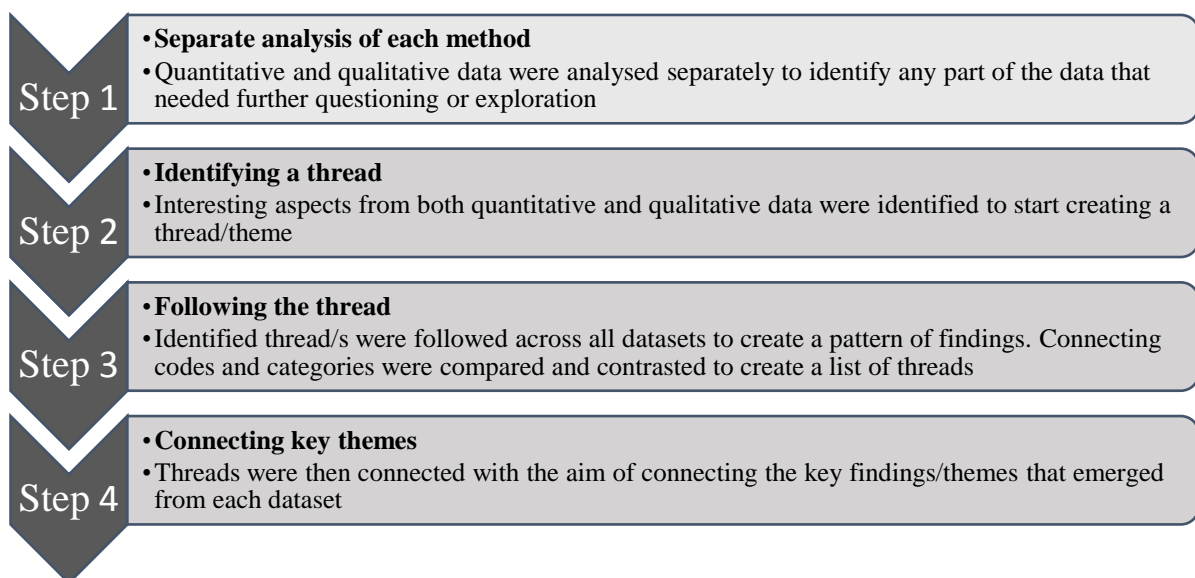 Step 1
•Separate analysis of each method
•Quantitative and qualitative data were analysed separately to identify any part of the data that
needed further questioning or exploration
Step 2
•Identifying a thread
•Interesting aspects from both quantitative and qualitative data were identified to start creating a
thread/theme
Step 3
•Following the thread
•Identified thread/s were followed across all datasets to create a pattern of findings. Connecting
codes and categories were compared and contrasted to create a list of threads
Step 4
•Connecting key themes
•Threads were then connected with the aim of connecting the key findings/themes that emerged
from each dataset